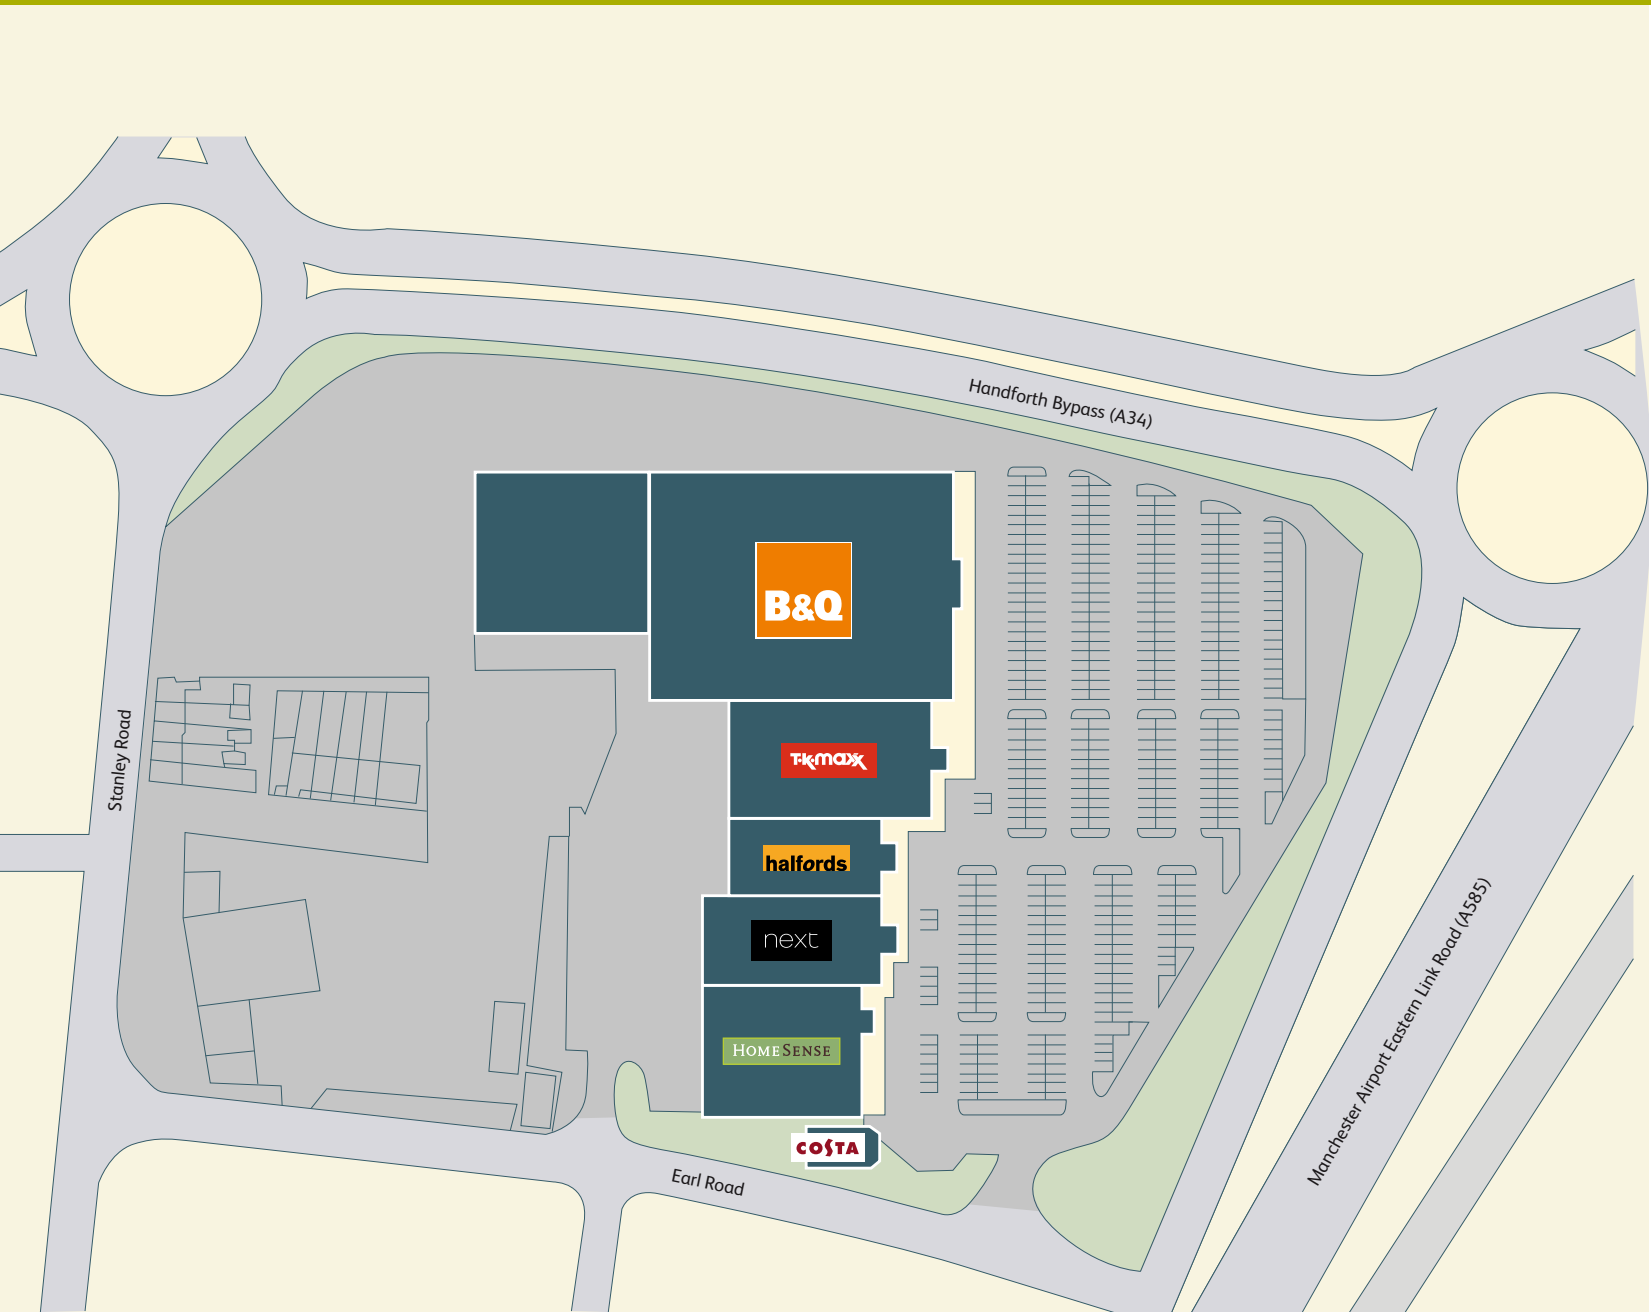 Handforth Bypass (A34)
B&Q
Stanley Road
TK maxx
halfords
next
HOMESENSE
COSTA
Earl Road
Manchester Airport Eastern Link Road (A585)